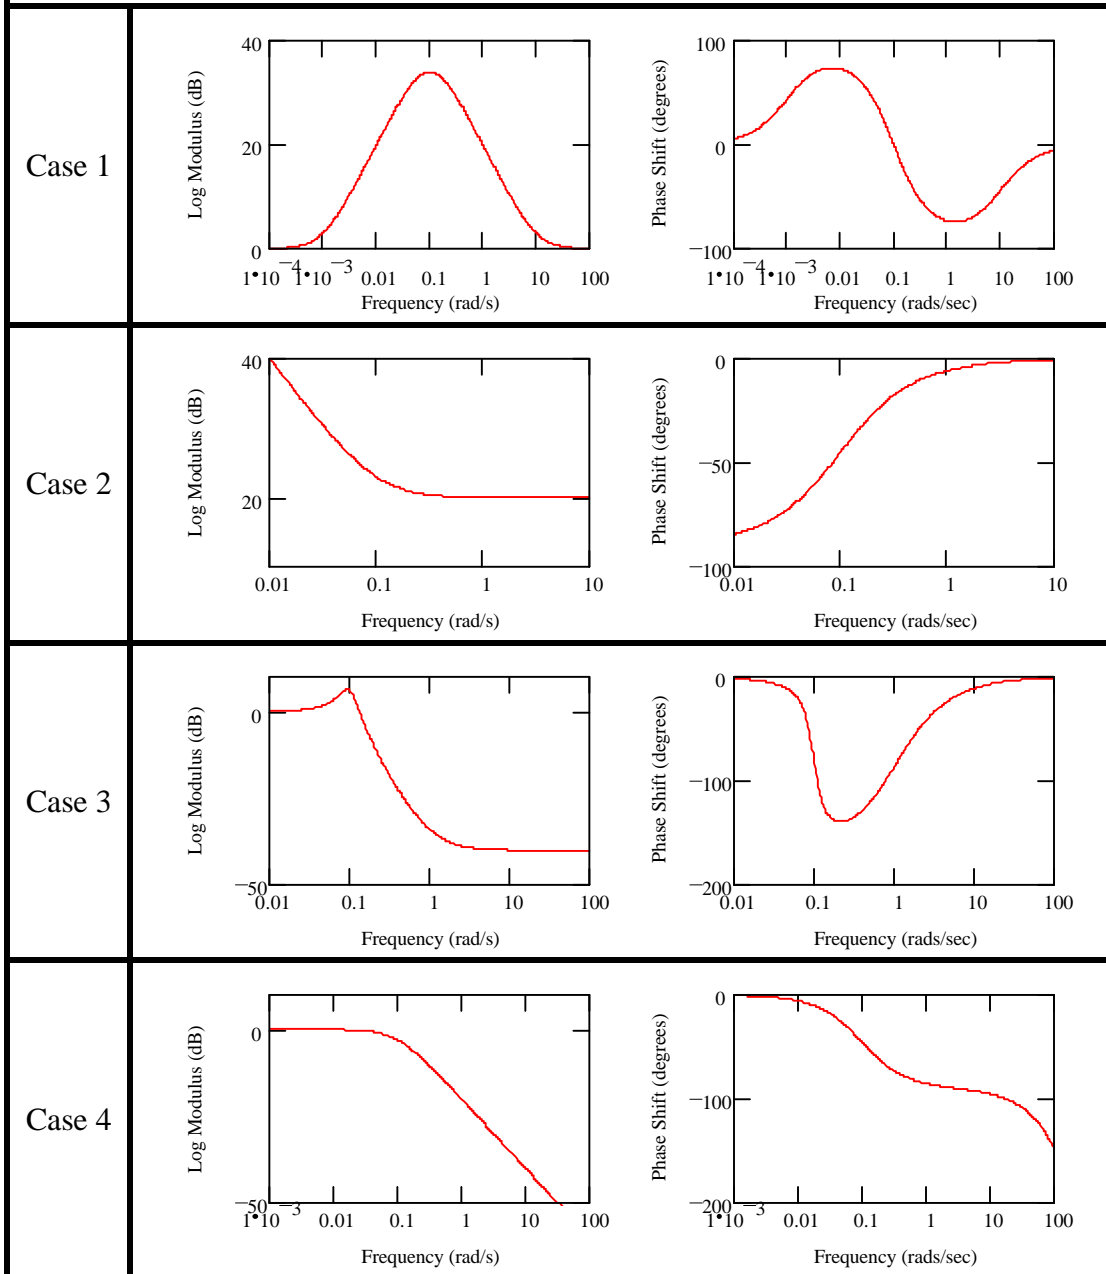 Case 1
Log Modulus (dB)
40
20
0
1•10 −4 1•10 −3 0.01 0.1 1 10 100
Frequency (rad/s)
Phase Shift (degrees)
100
0
−100
1•10 −4 1•10 −3 0.01 0.1 1 10 100
Frequency (rads/sec)
Case 2
Log Modulus (dB)
40
20
0.01 0.1 1 10
Frequency (rad/s)
Phase Shift (degrees)
0
−50
−100
0.01 0.1 1 10
Frequency (rads/sec)
Case 3
Log Modulus (dB)
0
−50
0.01 0.1 1 10 100
Frequency (rad/s)
Phase Shift (degrees)
0
−100
−200
0.01 0.1 1 10 100
Frequency (rads/sec)
Case 4
Log Modulus (dB)
0
−50
1•10 −3 0.01 0.1 1 10 100
Frequency (rad/s)
Phase Shift (degrees)
0
−100
−200
1•10 −3 0.01 0.1 1 10 100
Frequency (rads/sec)